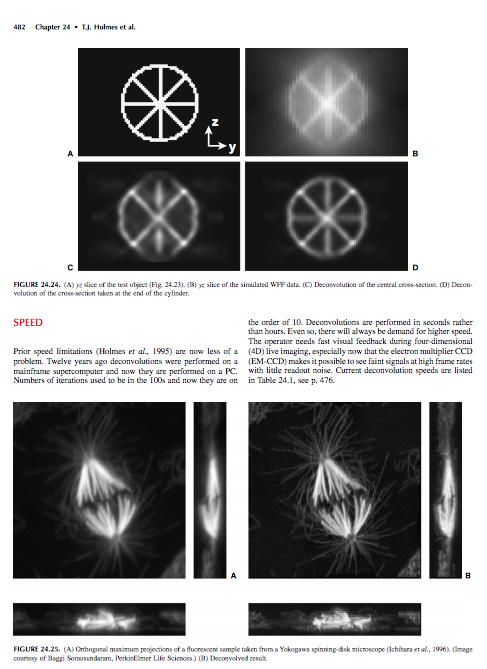 482 Chapter 24 • T.J. Holmes et al.
z
y
A
B
C
D
FIGURE 24.24. (A) yz slice of the test object (Fig. 24.23). (B) yz slice of the simulated WFF data. (C) Deconvolution of the central cross-section. (D) Decon-
volution of the cross-section taken at the end of the cylinder.
SPEED
Prior speed limitations (Holmes et al., 1995) are now less of a
problem. Twelve years ago deconvolutions were performed on a
mainframe supercomputer and now they are performed on a PC.
Numbers of iterations used to be in the 100s and now they are on
the order of 10. Deconvolutions are performed in seconds rather
than hours. Even so, there will always be demand for higher speed.
The operator needs fast visual feedback during four-dimensional
(4D) live imaging, especially now that the electron multiplier CCD
(EM-CCD) makes it possible to see faint signals at high frame rates
with little readout noise. Current deconvolution speeds are listed
in Table 24.1, see p. 476.
A
B
FIGURE 24.25. (A) Orthogonal maximum projections of a fluorescent sample taken from a Yokogawa spinning-disk microscope (Ichihara et al., 1996). (Image
courtesy of Baggi Somusundaram, PerkinElmer Life Sciences.) (B) Deconvolved result.